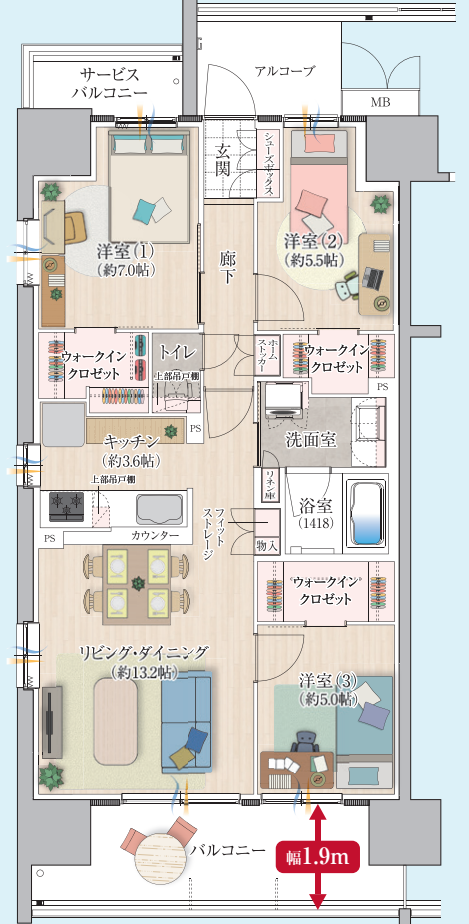 サービス
バルコニー
アルコーブ
MB
玄関
シューズボックス
洋室(1)
(約7.0帖)
洋室(2)
(約5.5帖)
廊下
ウォークイン
クロゼット
トイレ
上部吊戸棚
ホーム
ストッカー
ウォークイン
クロゼット
PS
PS
キッチン
(約3.6帖)
上部吊戸棚
洗面室
リネン庫
浴室
(1418)
PS
カウンター
フィット
ストレージ
物入
ウォークイン
クロゼット
リビング・ダイニング
(約13.2帖)
洋室(3)
(約5.0帖)
バルコニー
幅1.9m